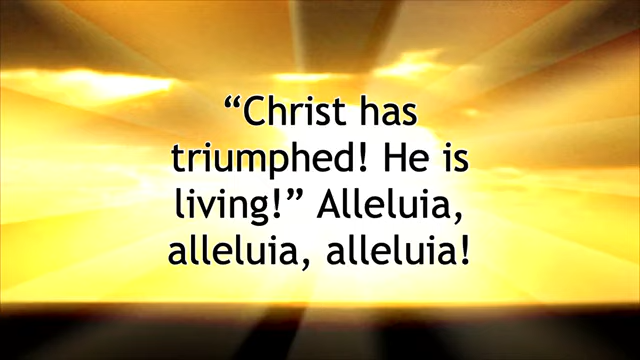 “Christ has
triumphed! He is
living!” Alleluia,
alleluia, alleluia!